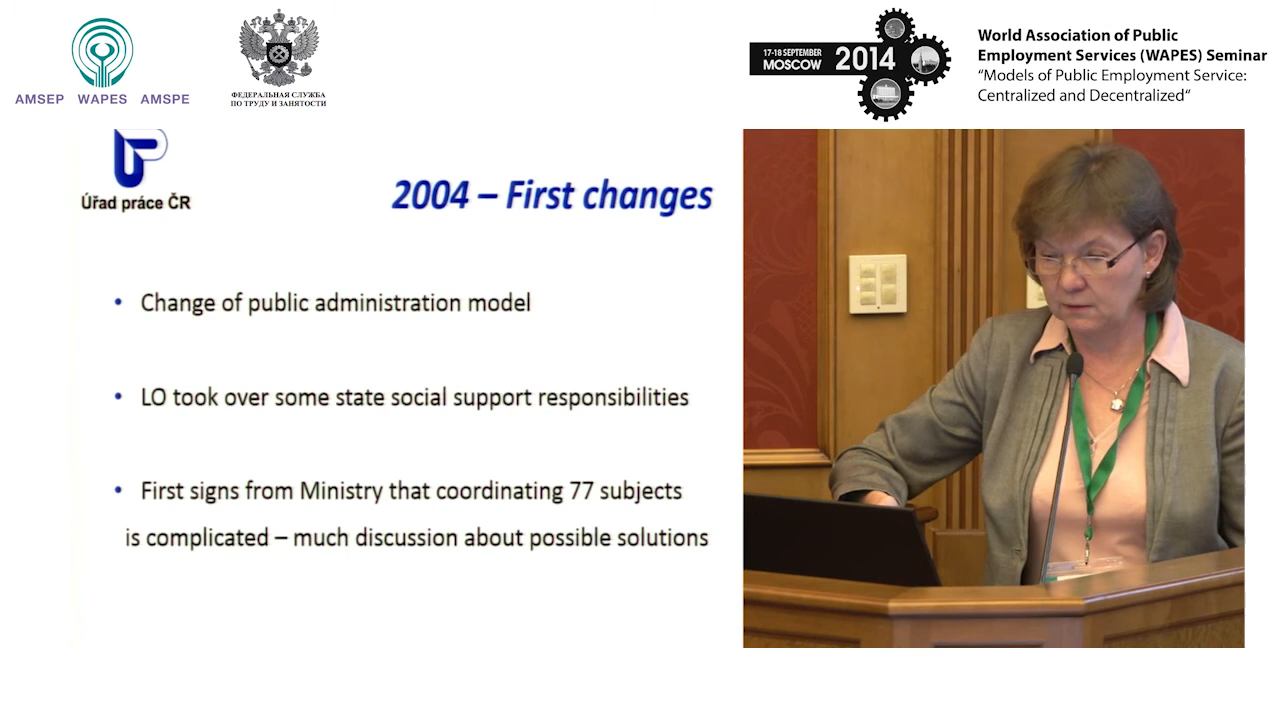 AMSEP WAPES AMSPE
ФЕДЕРАЛЬНАЯ СЛУЖБА
ПО ТРУДУ И ЗАНЯТОСТИ
17-18 SEPTEMBER
MOSCOW
2014
World Association of Public
Employment Services (WAPES) Seminar
“Models of Public Employment Service:
Centralized and Decentralized“
Úřad práce ČR
2004 – First changes
• Change of public administration model
• LO took over some state social support responsibilities
• First signs from Ministry that coordinating 77 subjects
is complicated – much discussion about possible solutions